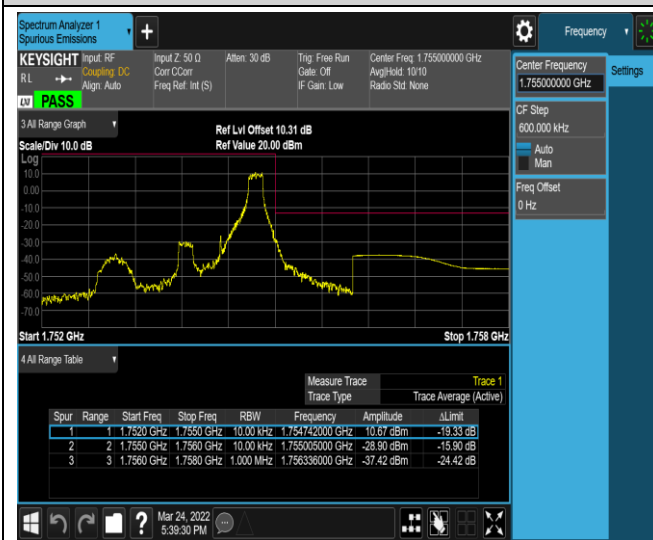 Spectrum Analyzer 1
Spurious Emissions
Frequency
KEYSIGHT Input: RF Input Z: 50 Ω Atten: 30 dB Trig: Free Run Center Freq: 1.755000000 GHz
RL Coupling: DC Corr CCorr Gate: Off Avg|Hold: 10/10
Align: Auto Freq Ref: Int (S) IF Gain: Low Radio Std: None
LXI PASS
Center Frequency
1.755000000 GHz
Settings
CF Step
600.000 kHz
Auto
Man
Freq Offset
0 Hz
3 All Range Graph
Ref Lvl Offset 10.31 dB
Scale/Div 10.0 dB Ref Value 20.00 dBm
Log
10.0
0.00
-10.0
-20.0
-30.0
-40.0
-50.0
-60.0
-70.0
Start 1.752 GHz Stop 1.758 GHz
4 All Range Table
Measure Trace Trace 1
Trace Type Trace Average (Active)
Spur Range Start Freq Stop Freq RBW Frequency Amplitude ΔLimit
1 1 1.7520 GHz 1.7550 GHz 10.00 kHz 1.754742000 GHz 10.67 dBm -19.33 dB
2 2 1.7550 GHz 1.7560 GHz 10.00 kHz 1.755005000 GHz -28.90 dBm -15.90 dB
3 3 1.7560 GHz 1.7580 GHz 1.000 MHz 1.756336000 GHz -37.42 dBm -24.42 dB
? Mar 24, 2022
5:39:30 PM